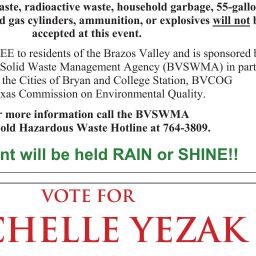 aste, radioactive waste, household garbage, 55-gallo
d gas cylinders, ammunition, or explosives will not b
accepted at this event.
EE to residents of the Brazos Valley and is sponsored b
Solid Waste Management Agency (BVSWMA) in part
the Cities of Bryan and College Station, BVCOG
xas Commission on Environmental Quality.
r more information call the BVSWMA
old Hazardous Waste Hotline at 764-3809.
nt will be held RAIN or SHINE!!
VOTE FOR
CHELLE YEZAK